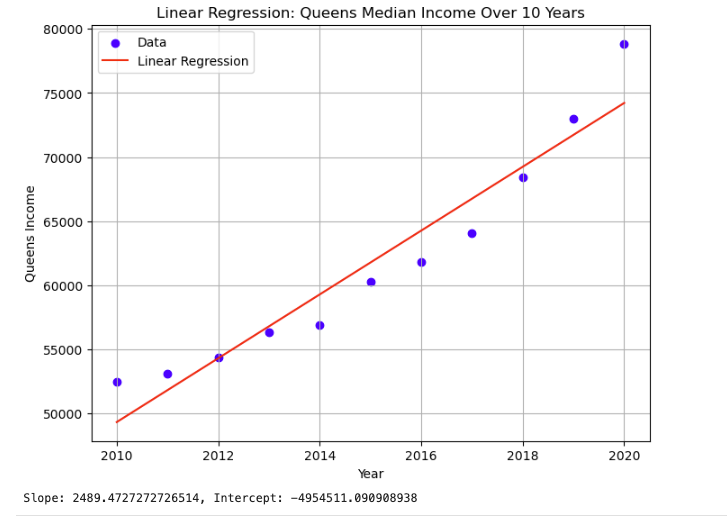 Linear Regression: Queens Median Income Over 10 Years
Data
Linear Regression
80000
75000
70000
65000
60000
55000
50000
Queens Income
2010 2012 2014 2016 2018 2020
Year
Slope: 2489.4727272726514, Intercept: −4954511.090908938